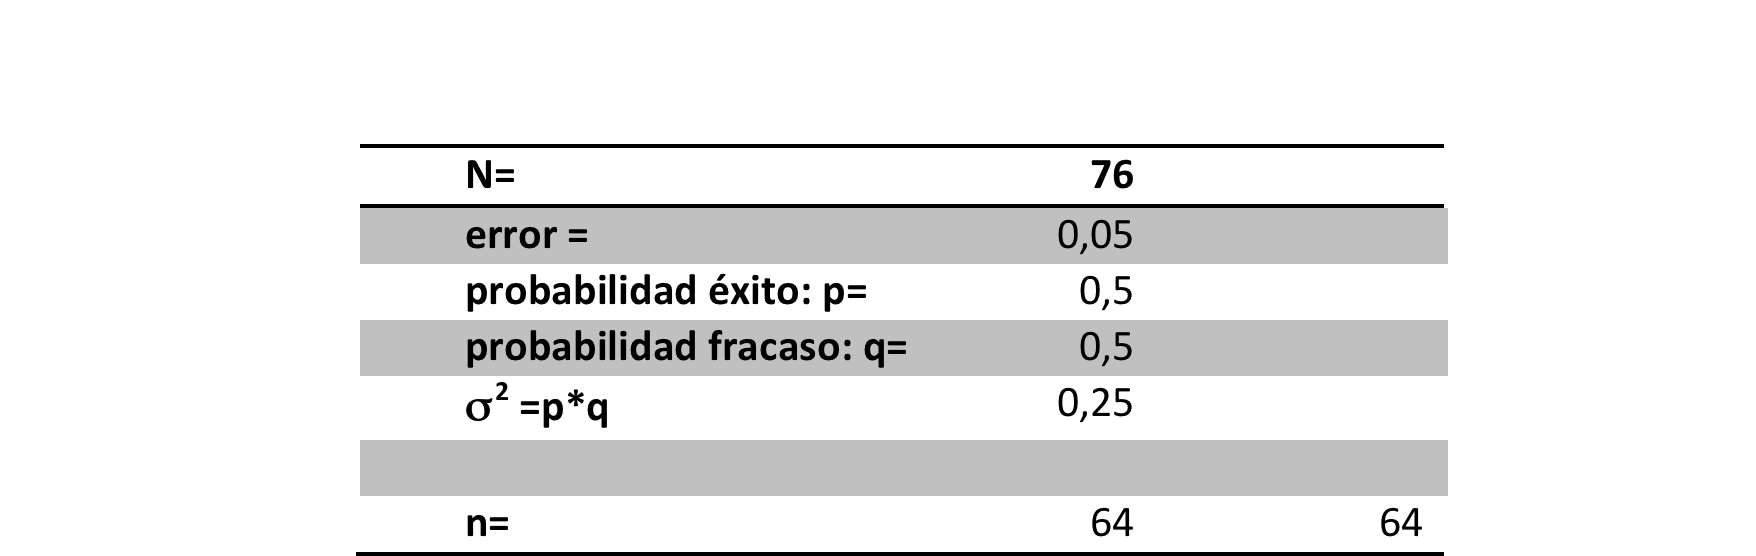 N= 76
error = 0,05
probabilidad éxito: p= 0,5
probabilidad fracaso: q= 0,5
σ² =p*q 0,25
n= 64 64